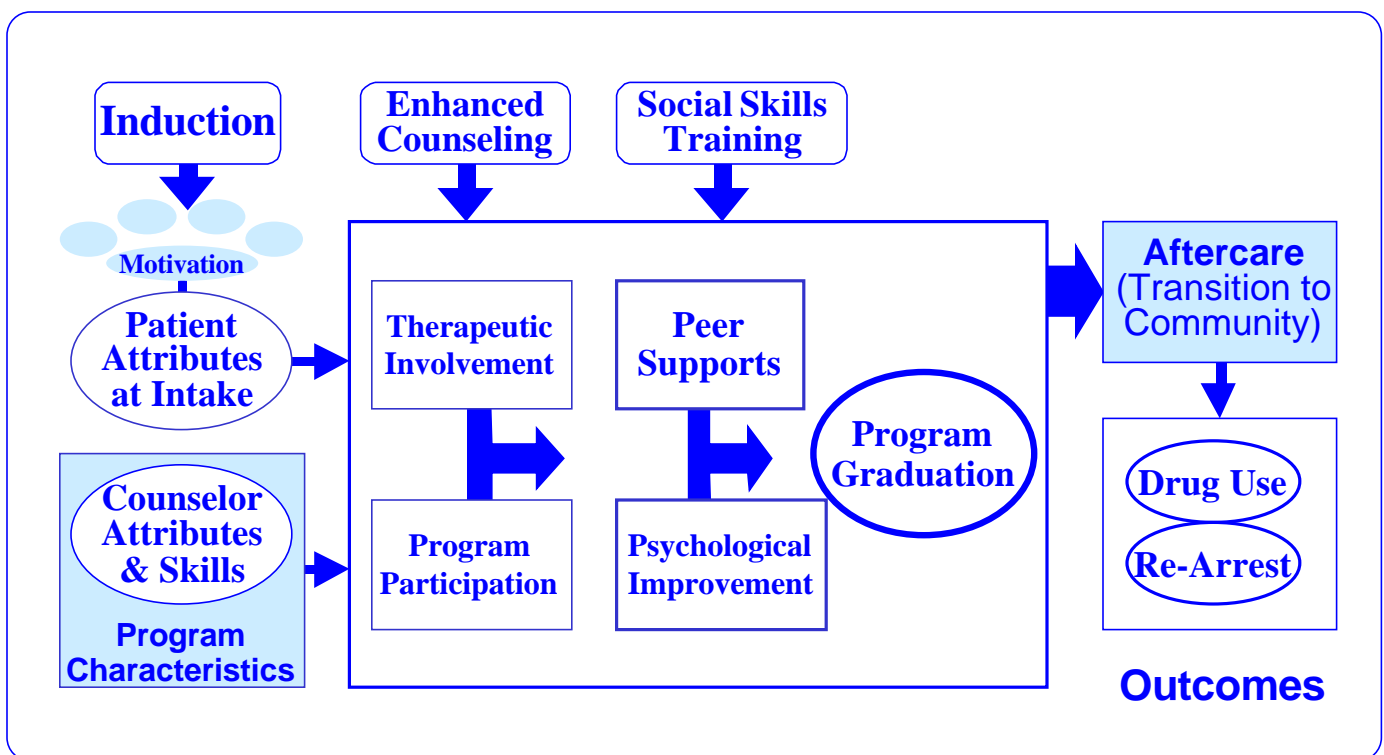 Induction
Enhanced
Counseling
Social Skills
Training
Motivation
Patient
Attributes
at Intake
Counselor
Attributes
& Skills
Program
Characteristics
Therapeutic
Involvement
Program
Participation
Peer
Supports
Psychological
Improvement
Program
Graduation
Aftercare
(Transition to
Community)
Drug Use
Re-Arrest
Outcomes